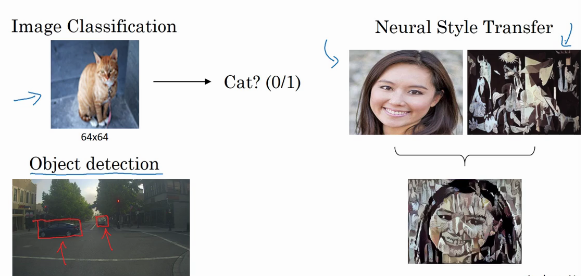 Image Classification
Cat? (0/1)
64x64
Object detection
Neural Style Transfer